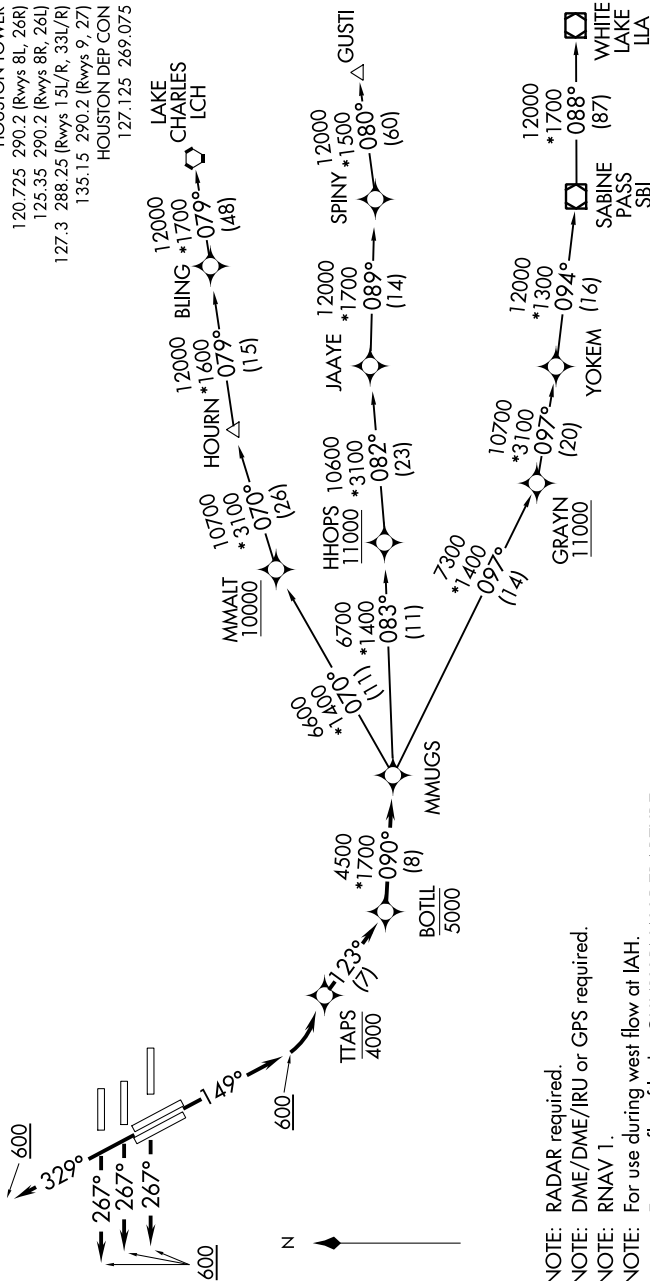 120.725 290.2 (Rwys 8L, 26R)
125.35 290.2 (Rwys 8R, 26L)
127.3 288.25 (Rwys 15L/R, 33L/R)
135.15 290.2 (Rwys 9, 27)
HOUSTON DEP CON
127.125 269.075
LAKE
CHARLES
LCH
12000
*1700
079°
(48)
BLING
12000
*1600
079°
(15)
HOURN
10700
*3100
070°
(26)
MMALT
10000
6600
*1400
070°
(11)
GUSTI
12000
*1500
080°
(60)
SPINY
12000
*1700
089°
(14)
JAAYE
10600
*3100
082°
(23)
HHOPS
11000
6700
*1400
083°
(11)
WHITE
LAKE
LLA
12000
*1700
088°
(87)
SABINE
PASS
SBI
12000
*1300
094°
(16)
YOKEM
10700
*3100
097°
(20)
GRAYN
11000
7300
*1400
097°
(14)
MMUGS
4500
*1700
090°
(8)
BOTLL
5000
123°
(7)
TTAPS
4000
149°
600
329°
600
267°
267°
267°
600
N
NOTE: RADAR required.
NOTE: DME/DME/IRU or GPS required.
NOTE: RNAV 1.
NOTE: For use during west flow at IAH.